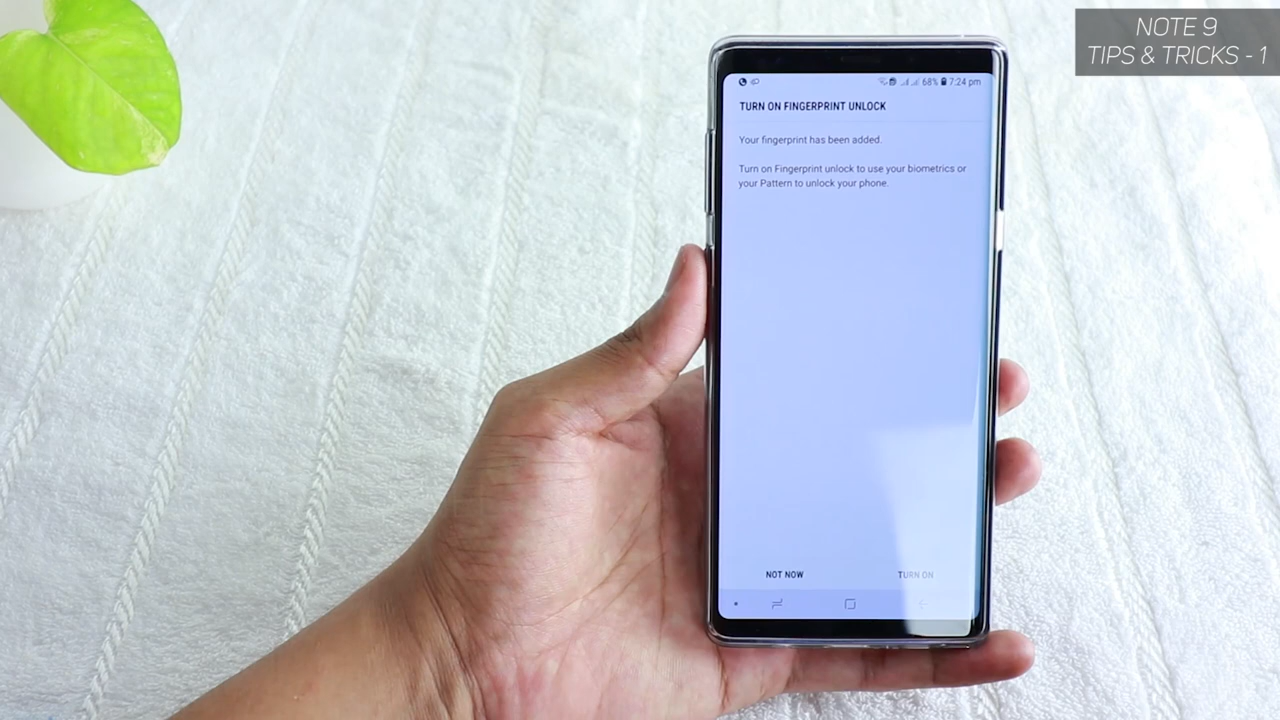 NOTE 9
TIPS & TRICKS - 1
68% 7:24 pm
TURN ON FINGERPRINT UNLOCK
Your fingerprint has been added.
Turn on Fingerprint unlock to use your biometrics or
your Pattern to unlock your phone.
NOT NOW TURN ON